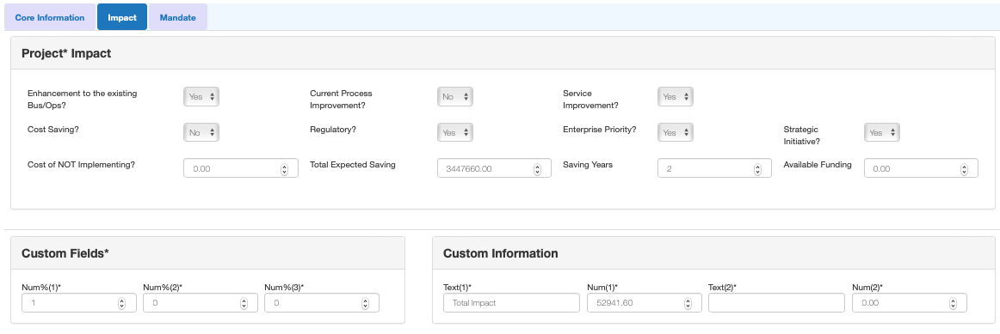 Core Information Impact Mandate
Project* Impact
Enhancement to the existing Bus/Ops? Yes Current Process Improvement? No Service Improvement? Yes
Cost Saving? No Regulatory? Yes Enterprise Priority? Yes Strategic Initiative? Yes
Cost of NOT Implementing? 0.00 Total Expected Saving 3447660.00 Saving Years 2 Available Funding 0.00
Custom Fields* Custom Information
Num%(1)* Num%(2)* Num%(3)* Text(1)* Num(1)* Text(2)* Num(2)*
1 0 0 Total Impact 52941.60 0.00